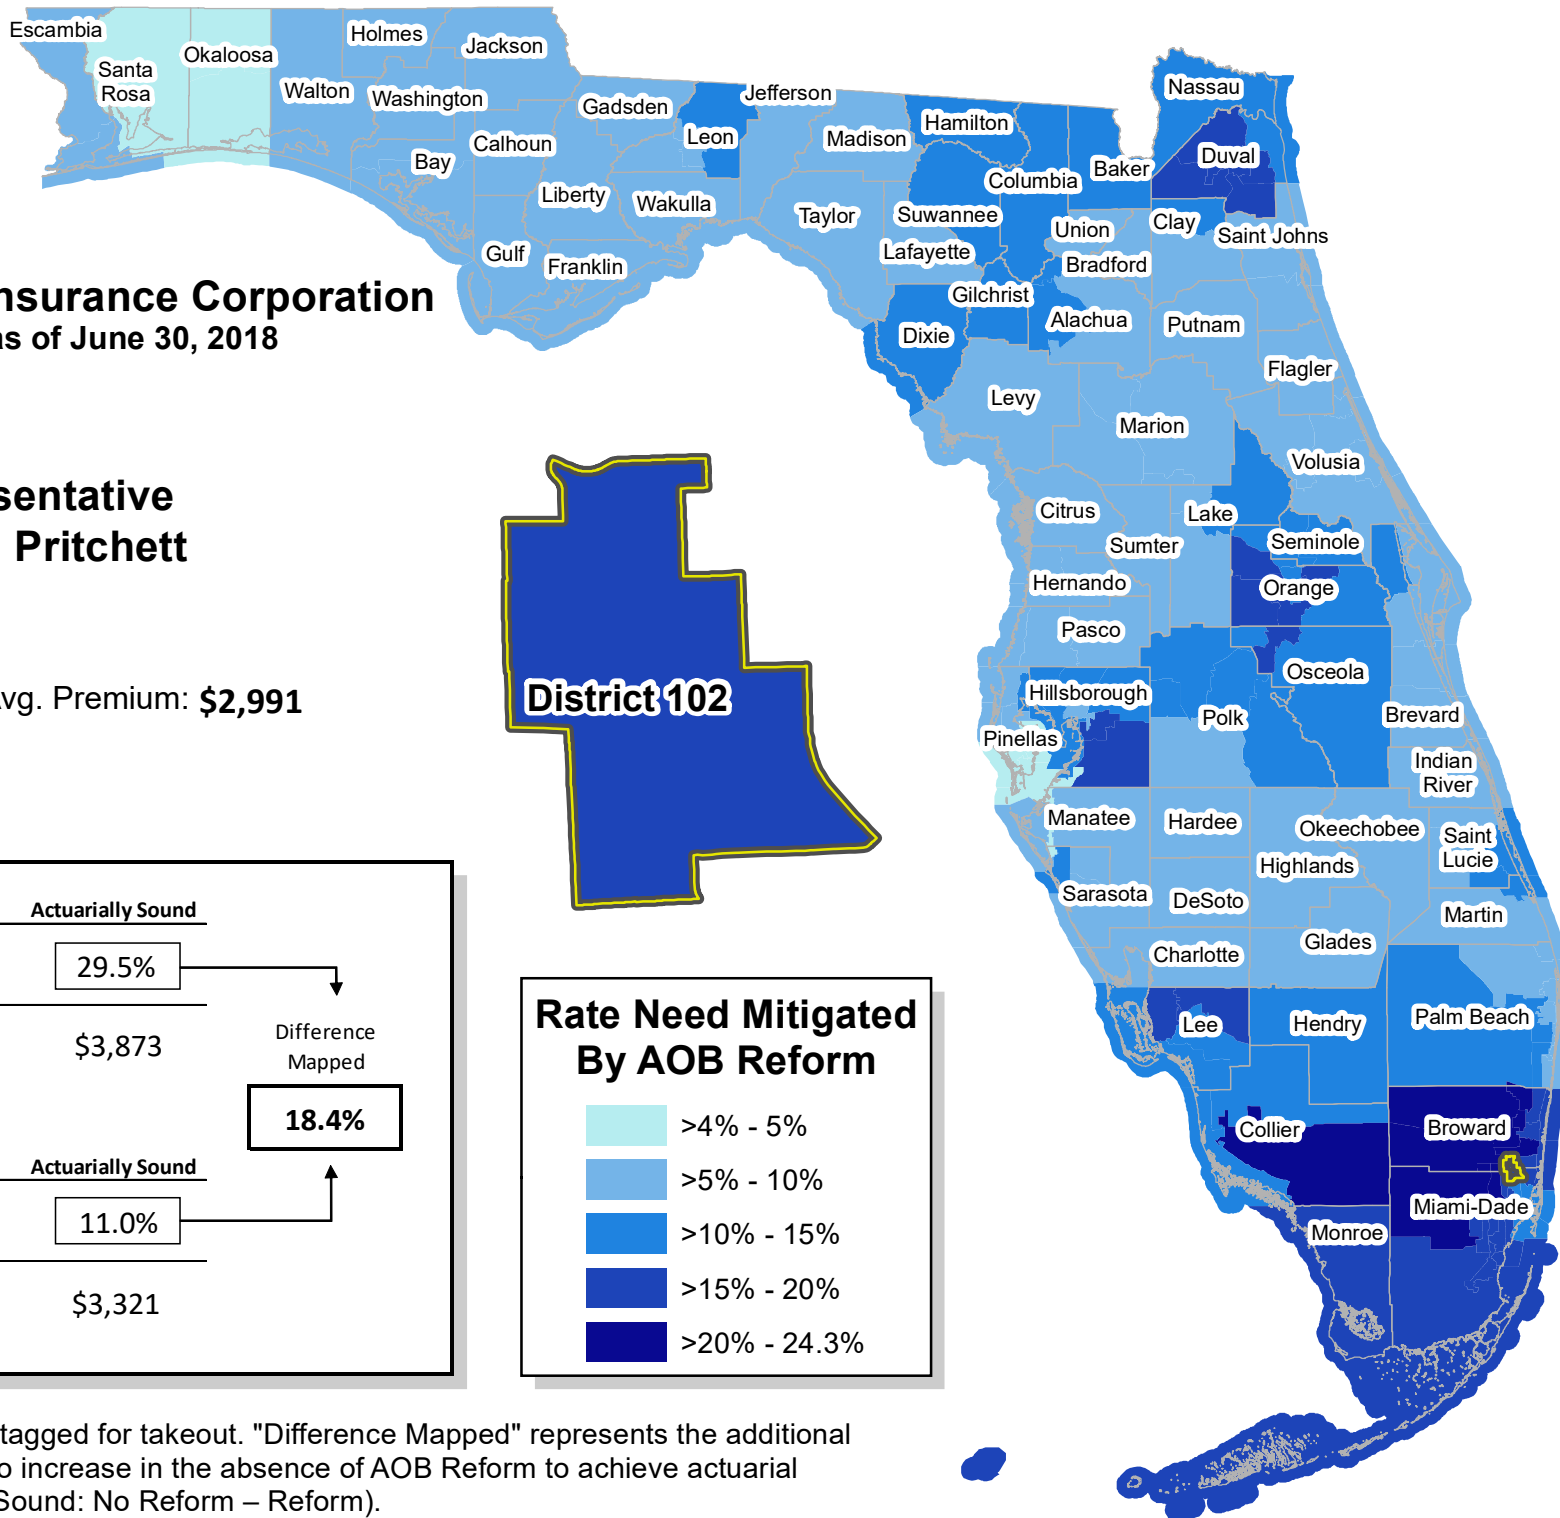 nsurance Corporation
as of June 30, 2018
sentative
Pritchett
vg. Premium: $2,991
Actuarially Sound
29.5%
$3,873
Difference
Mapped
18.4%
Actuarially Sound
11.0%
$3,321
tagged for takeout. "Difference Mapped" represents the additional
o increase in the absence of AOB Reform to achieve actuarial
Sound: No Reform – Reform).
District 102
Rate Need Mitigated
By AOB Reform
>4% - 5%
>5% - 10%
>10% - 15%
>15% - 20%
>20% - 24.3%
Escambia
Santa
Rosa
Okaloosa
Walton
Holmes
Washington
Jackson
Bay
Calhoun
Gulf
Liberty
Franklin
Gadsden
Wakulla
Leon
Jefferson
Madison
Taylor
Hamilton
Suwannee
Lafayette
Columbia
Baker
Nassau
Duval
Union
Clay
Saint Johns
Bradford
Gilchrist
Dixie
Alachua
Putnam
Flagler
Levy
Marion
Volusia
Citrus
Lake
Sumter
Seminole
Hernando
Orange
Pasco
Osceola
Hillsborough
Polk
Brevard
Pinellas
Indian
River
Manatee
Hardee
Okeechobee
Saint
Lucie
Highlands
Sarasota
DeSoto
Martin
Charlotte
Glades
Lee
Hendry
Palm Beach
Collier
Broward
Miami-Dade
Monroe